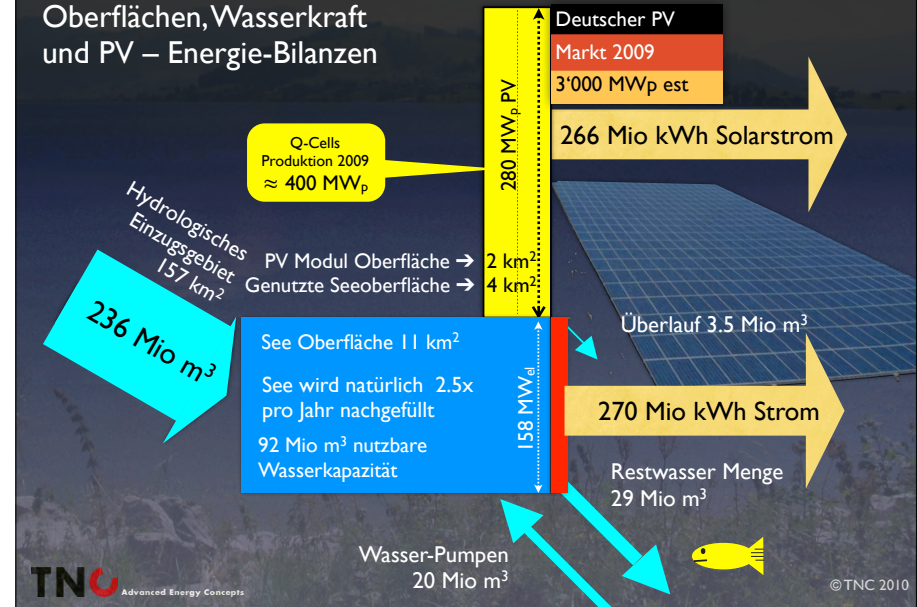 Oberflächen, Wasserkraft
und PV – Energie-Bilanzen
Deutscher PV
Markt 2009
3‘000 MWp est
280 MWp PV
266 Mio kWh Solarstrom
Q-Cells
Produktion 2009
≈ 400 MWp
Hydrologisches
Einzugsgebiet
157 km²
236 Mio m³
PV Modul Oberfläche ➔ 2 km²
Genutzte Seeoberfläche ➔ 4 km²
See Oberfläche 11 km²
See wird natürlich 2.5x
pro Jahr nachgefüllt
92 Mio m³ nutzbare
Wasserkapazität
158 MWel
Überlauf 3.5 Mio m³
270 Mio kWh Strom
Restwasser Menge
29 Mio m³
Wasser-Pumpen
20 Mio m³
TNC Advanced Energy Concepts
© TNC 2010